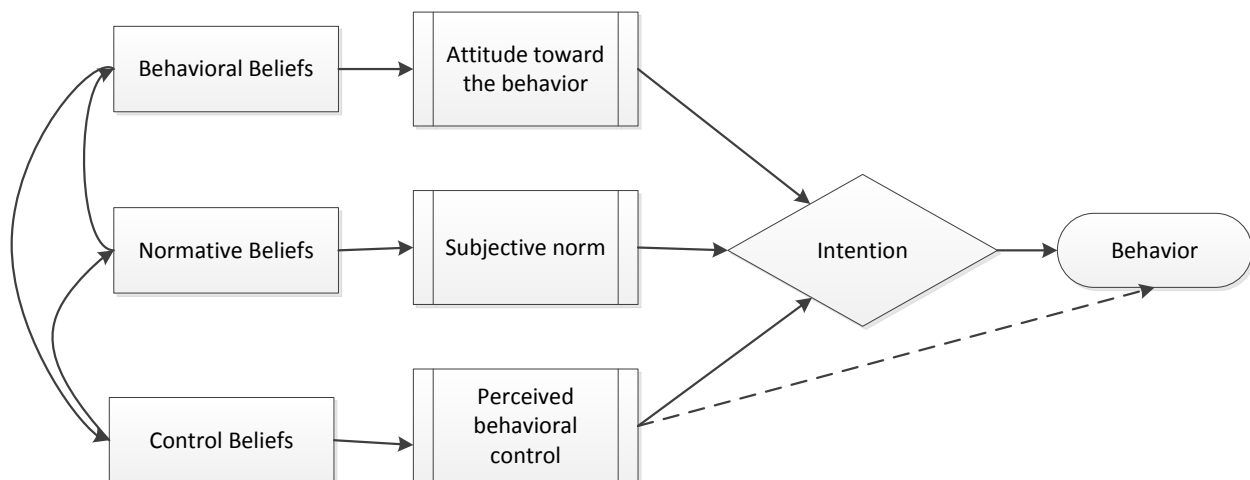 Behavioral Beliefs
Attitude toward
the behavior
Normative Beliefs
Subjective norm
Intention
Behavior
Control Beliefs
Perceived
behavioral
control